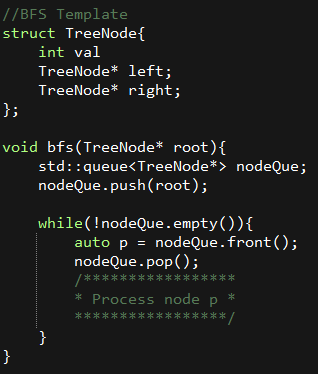 //BFS Template
struct TreeNode{
    int val
    TreeNode* left;
    TreeNode* right;
};

void bfs(TreeNode* root){
    std::queue<TreeNode*> nodeQue;
    nodeQue.push(root);

    while(!nodeQue.empty()){
        auto p = nodeQue.front();
        nodeQue.pop();
        /*****************
        * Process node p *
        *****************/
    }
}